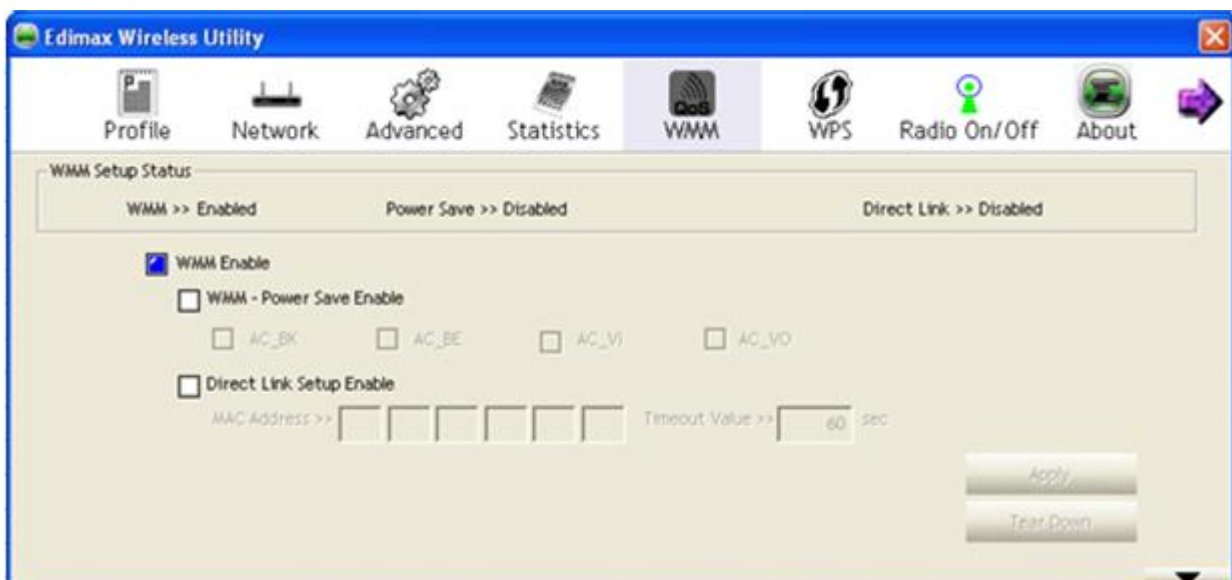 Edimax Wireless Utility
P
QoS
Profile Network Advanced Statistics WMM WPS Radio On/Off About
WMM Setup Status
WMM >> Enabled Power Save >> Disabled Direct Link >> Disabled
WMM Enable
WMM - Power Save Enable
AC_BK AC_BE AC_VI AC_VO
Direct Link Setup Enable
MAC Address >> Timeout Value >> 60 sec
Apply
Tear Down